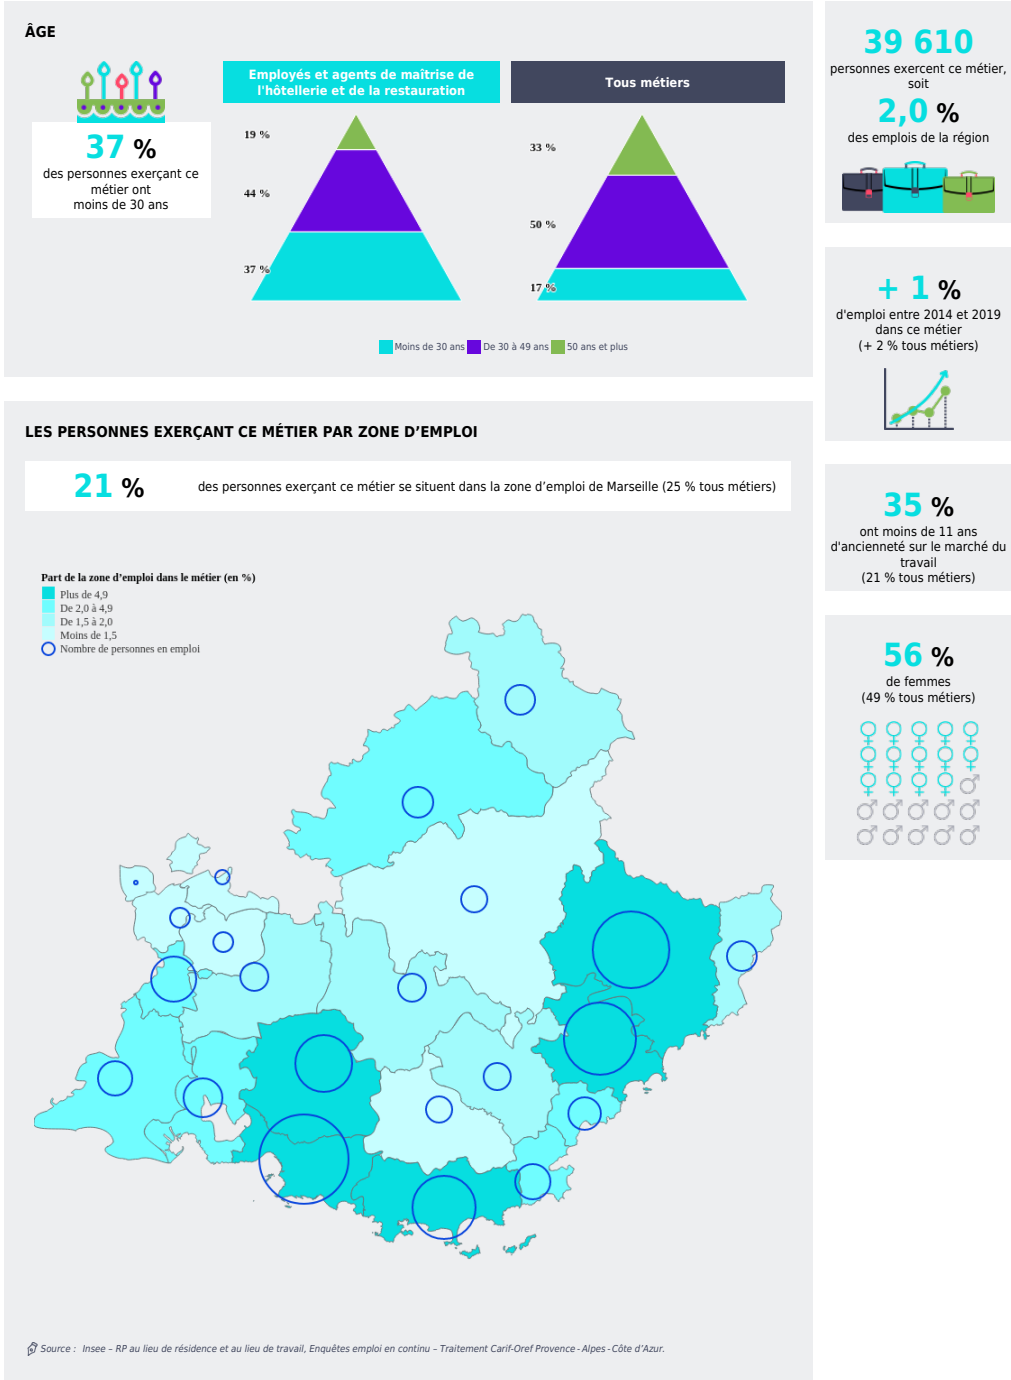 ÂGE
37 %
des personnes exerçant ce
métier ont
moins de 30 ans
Employés et agents de maîtrise de
l'hôtellerie et de la restauration
19 %
44 %
37 %
Tous métiers
33 %
50 %
17 %
Moins de 30 ans De 30 à 49 ans 50 ans et plus
LES PERSONNES EXERÇANT CE MÉTIER PAR ZONE D’EMPLOI
21 % des personnes exerçant ce métier se situent dans la zone d’emploi de Marseille (25 % tous métiers)
Part de la zone d’emploi dans le métier (en %)
Plus de 4,9
De 2,0 à 4,9
De 1,5 à 2,0
Moins de 1,5
Nombre de personnes en emploi
Source : Insee – RP au lieu de résidence et au lieu de travail, Enquêtes emploi en continu – Traitement Carif-Oref Provence - Alpes - Côte d’Azur.
39 610
personnes exercent ce métier,
soit
2,0 %
des emplois de la région
+ 1 %
d'emploi entre 2014 et 2019
dans ce métier
(+ 2 % tous métiers)
35 %
ont moins de 11 ans
d'ancienneté sur le marché du
travail
(21 % tous métiers)
56 %
de femmes
(49 % tous métiers)